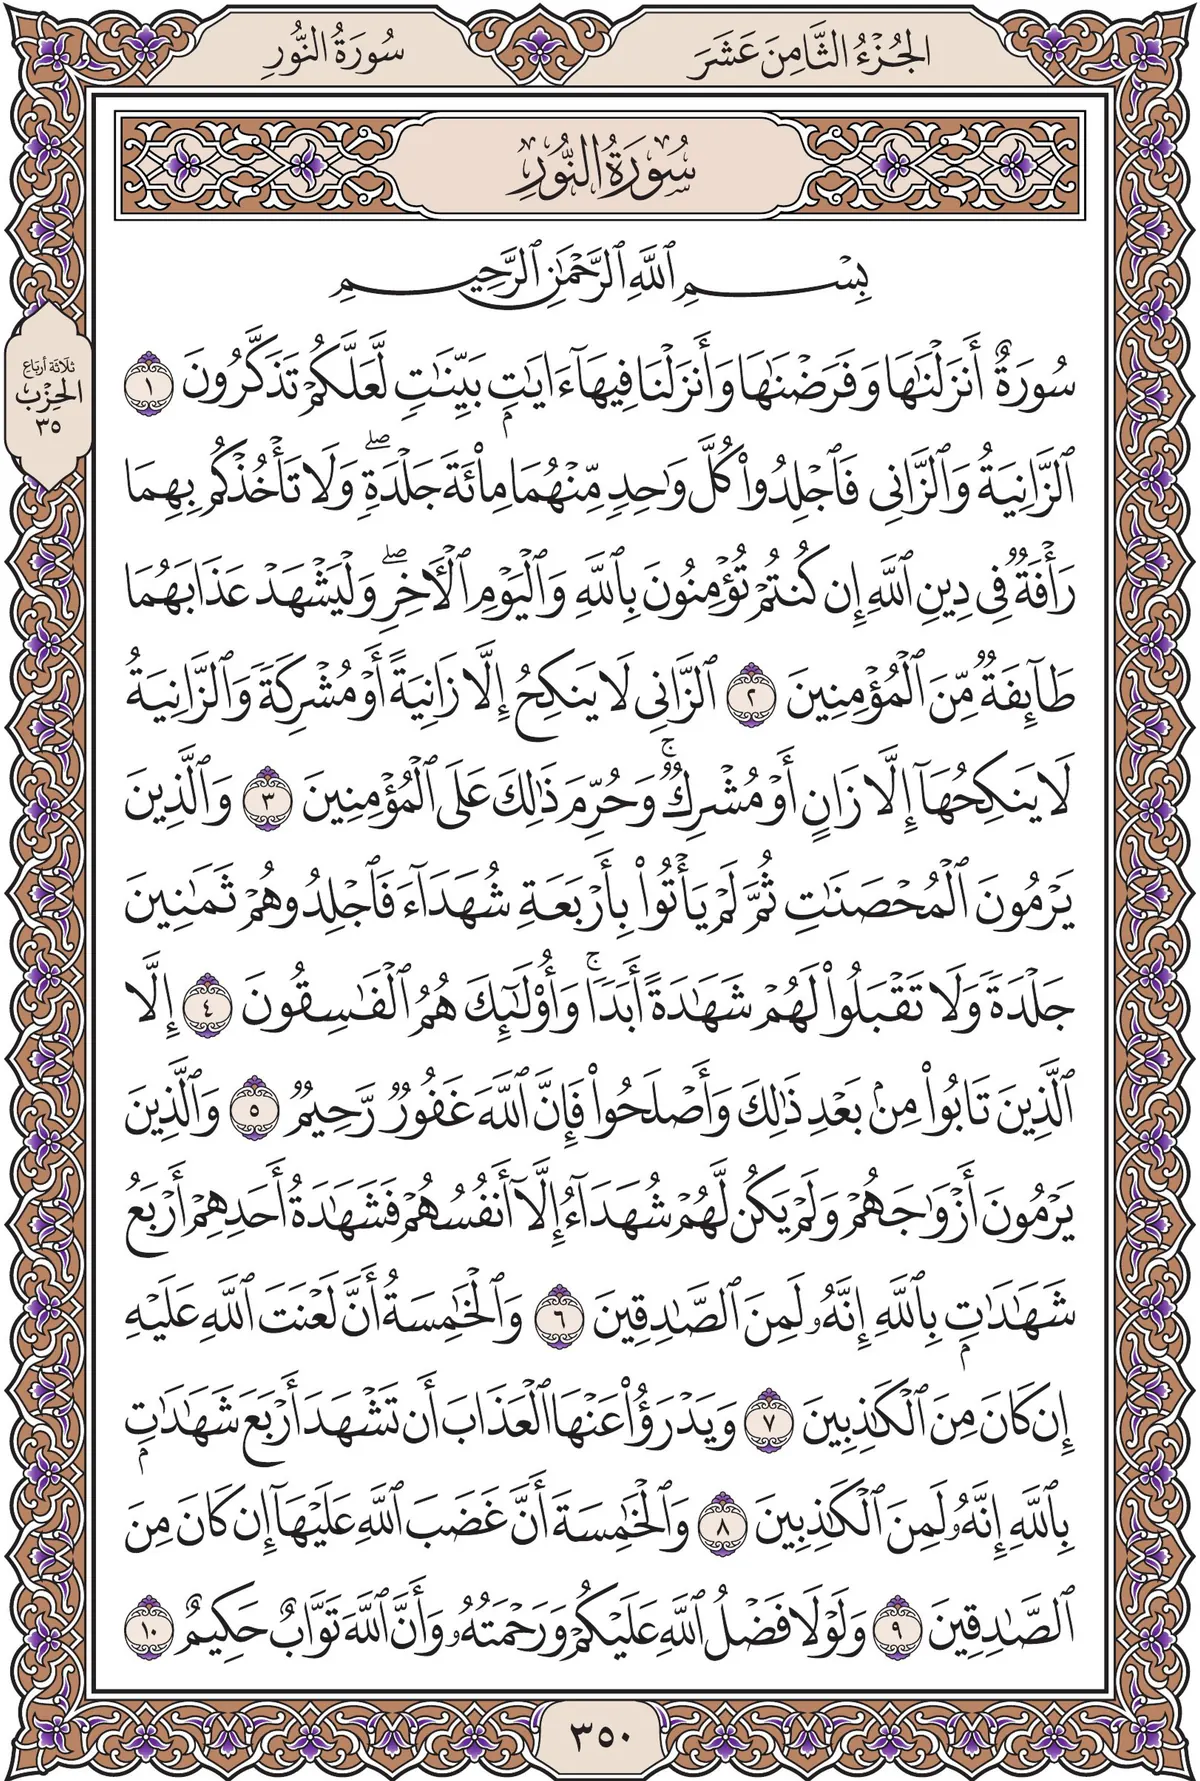 الجُزْءُ الثَّامِنَ عَشَرَ
سُورَةُ النُّورِ
سُورَةُ النُّورِ
بِسْمِ ٱللَّهِ ٱلرَّحْمَٰنِ ٱلرَّحِيمِ
ثلاثة أرباع
الحِزْب
٣٥
سُورَةٌ أَنزَلْنَٰهَا وَفَرَضْنَٰهَا وَأَنزَلْنَا فِيهَآ ءَايَٰتٍۭ بَيِّنَٰتٍ لَّعَلَّكُمْ تَذَكَّرُونَ ١
ٱلزَّانِيَةُ وَٱلزَّانِى فَٱجْلِدُوا۟ كُلَّ وَٰحِدٍ مِّنْهُمَا مِا۟ئَةَ جَلْدَةٍ ۖ وَلَا تَأْخُذْكُم بِهِمَا
رَأْفَةٌ فِى دِينِ ٱللَّهِ إِن كُنتُمْ تُؤْمِنُونَ بِٱللَّهِ وَٱلْيَوْمِ ٱلْءَاخِرِ ۖ وَلْيَشْهَدْ عَذَابَهُمَا
طَآئِفَةٌ مِّنَ ٱلْمُؤْمِنِينَ ٢ ٱلزَّانِى لَا يَنكِحُ إِلَّا زَانِيَةً أَوْ مُشْرِكَةً وَٱلزَّانِيَةُ
لَا يَنكِحُهَآ إِلَّا زَانٍ أَوْ مُشْرِكٌ ۚ وَحُرِّمَ ذَٰلِكَ عَلَى ٱلْمُؤْمِنِينَ ٣ وَٱلَّذِينَ
يَرْمُونَ ٱلْمُحْصَنَٰتِ ثُمَّ لَمْ يَأْتُوا۟ بِأَرْبَعَةِ شُهَدَآءَ فَٱجْلِدُوهُمْ ثَمَٰنِينَ
جَلْدَةً وَلَا تَقْبَلُوا۟ لَهُمْ شَهَٰدَةً أَبَدًا ۚ وَأُو۟لَٰٓئِكَ هُمُ ٱلْفَٰسِقُونَ ٤ إِلَّا
ٱلَّذِينَ تَابُوا۟ مِنۢ بَعْدِ ذَٰلِكَ وَأَصْلَحُوا۟ فَإِنَّ ٱللَّهَ غَفُورٌ رَّحِيمٌ ٥ وَٱلَّذِينَ
يَرْمُونَ أَزْوَٰجَهُمْ وَلَمْ يَكُن لَّهُمْ شُهَدَآءُ إِلَّآ أَنفُسُهُمْ فَشَهَٰدَةُ أَحَدِهِمْ أَرْبَعُ
شَهَٰدَٰتٍۭ بِٱللَّهِ إِنَّهُۥ لَمِنَ ٱلصَّٰدِقِينَ ٦ وَٱلْخَٰمِسَةُ أَنَّ لَعْنَتَ ٱللَّهِ عَلَيْهِ
إِن كَانَ مِنَ ٱلْكَٰذِبِينَ ٧ وَيَدْرَؤُا۟ عَنْهَا ٱلْعَذَابَ أَن تَشْهَدَ أَرْبَعَ شَهَٰدَٰتٍۭ
بِٱللَّهِ إِنَّهُۥ لَمِنَ ٱلْكَٰذِبِينَ ٨ وَٱلْخَٰمِسَةَ أَنَّ غَضَبَ ٱللَّهِ عَلَيْهَآ إِن كَانَ مِنَ
ٱلصَّٰدِقِينَ ٩ وَلَوْلَا فَضْلُ ٱللَّهِ عَلَيْكُمْ وَرَحْمَتُهُۥ وَأَنَّ ٱللَّهَ تَوَّابٌ حَكِيمٌ ١٠
٣٥٠